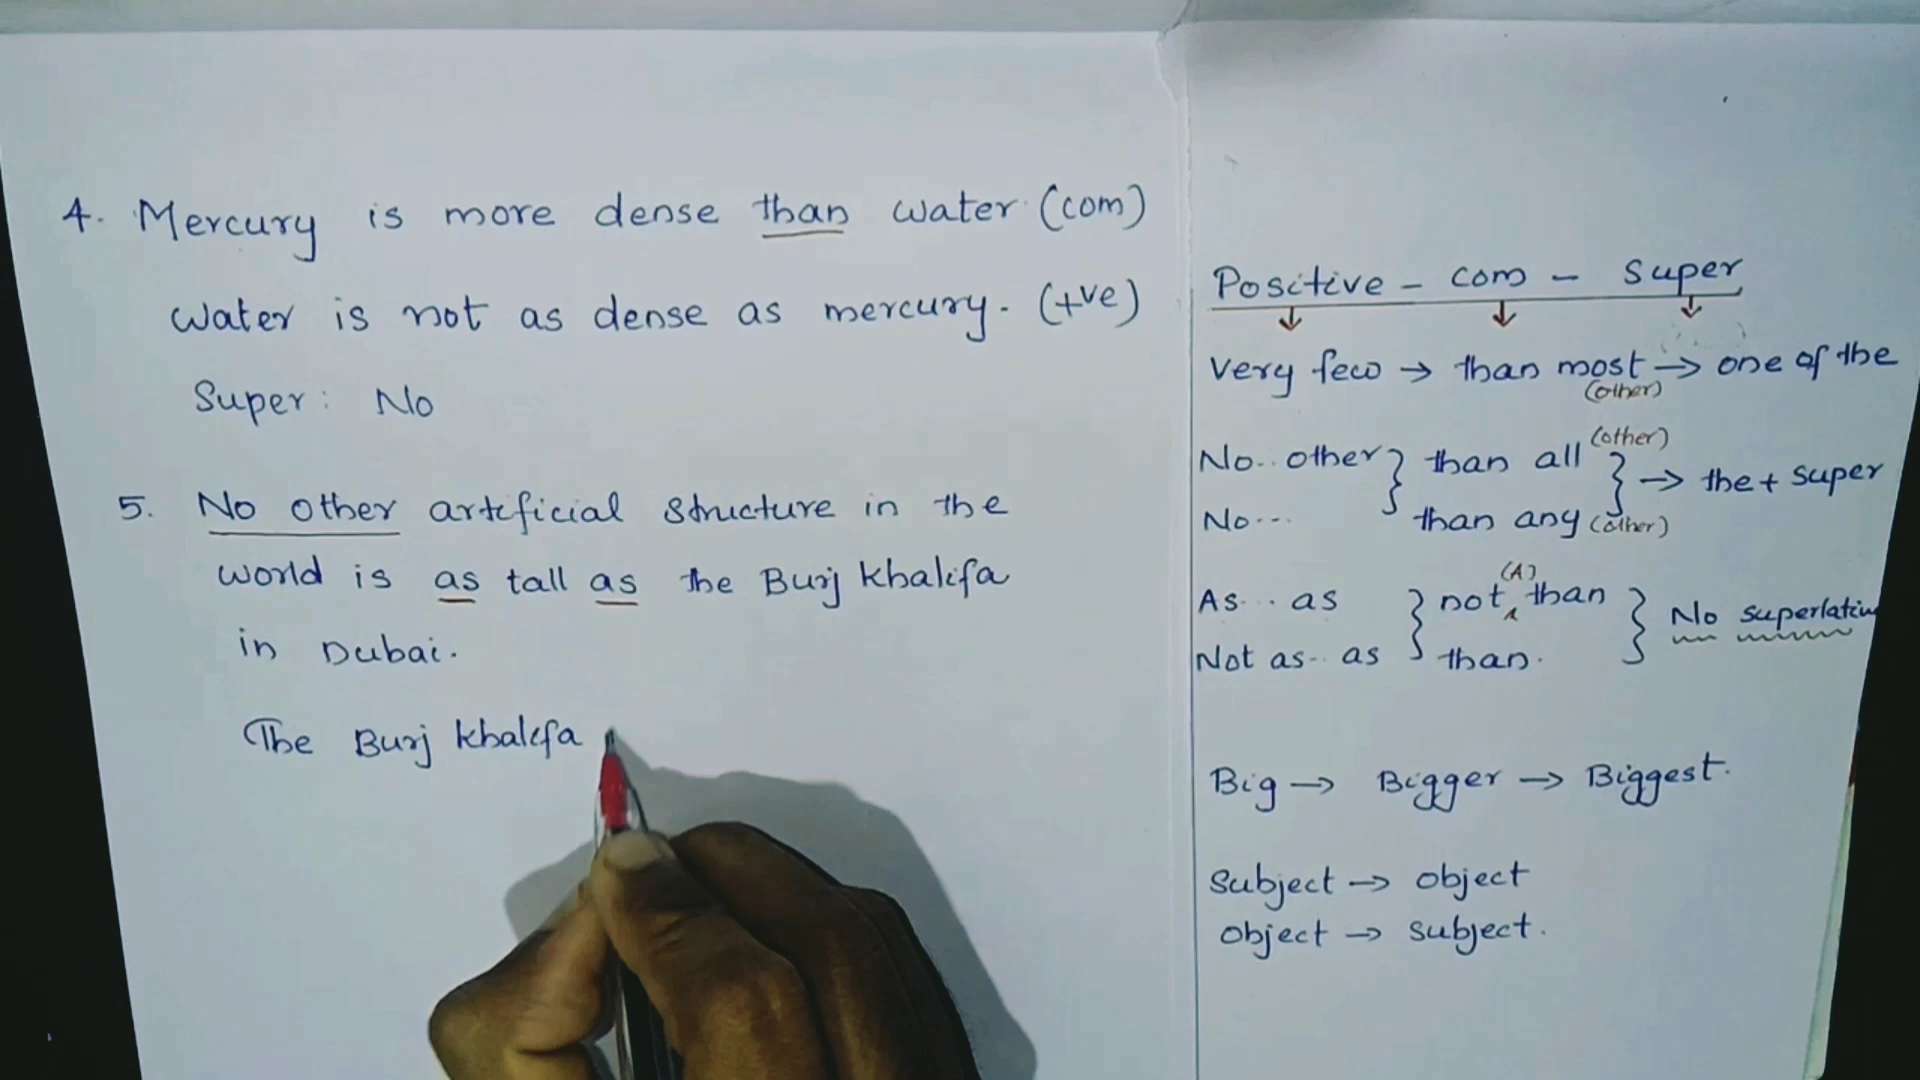 4. Mercury is more dense than water (com)
Water is not as dense as mercury. (+ve)
Super: No
5. No other artificial structure in the
world is as tall as the Burj Khalifa
in Dubai.
The Burj Khalifa
Positive - com - super
very few → than most → one of the
(other)
No.. other } than all (other) } → the + super
No... than any (other)
As... as } not (A) than } No superlative
Not as.. as than.
Big → Bigger → Biggest.
Subject → object
object → subject.